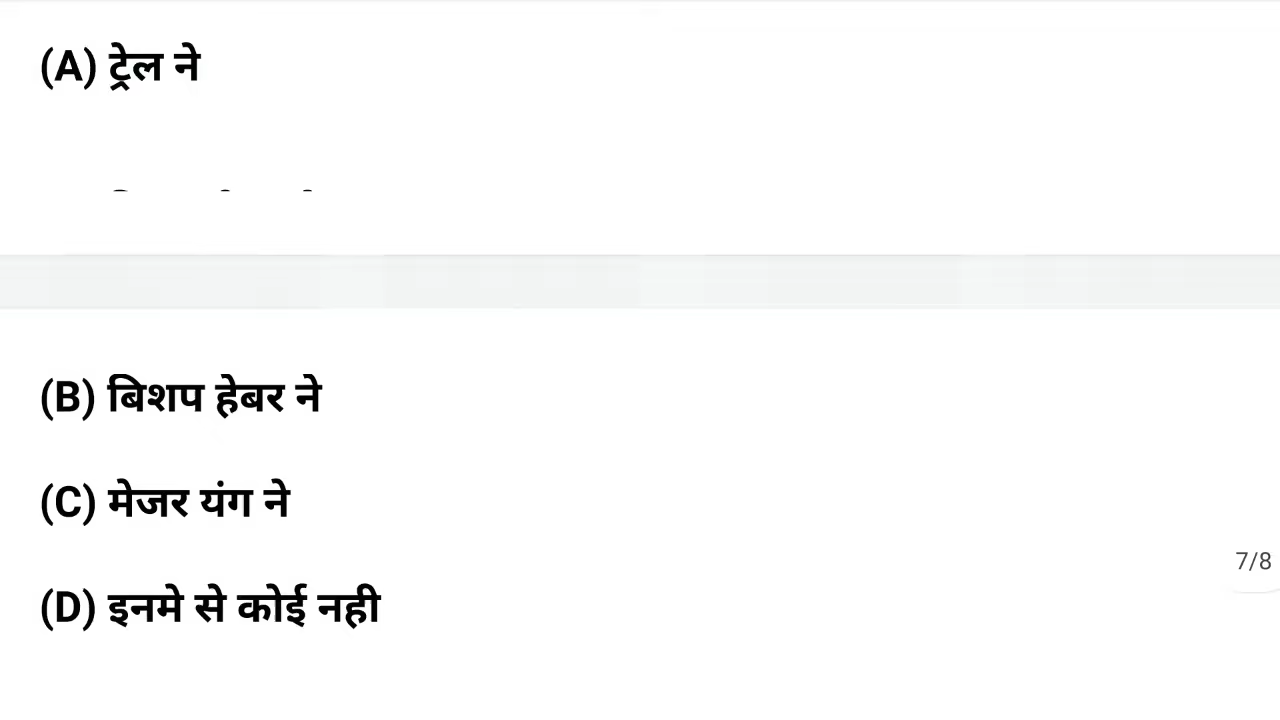 (A) ट्रेल ने
(B) बिशप हेबर ने
(C) मेजर यंग ने
(D) इनमे से कोई नही
7/8